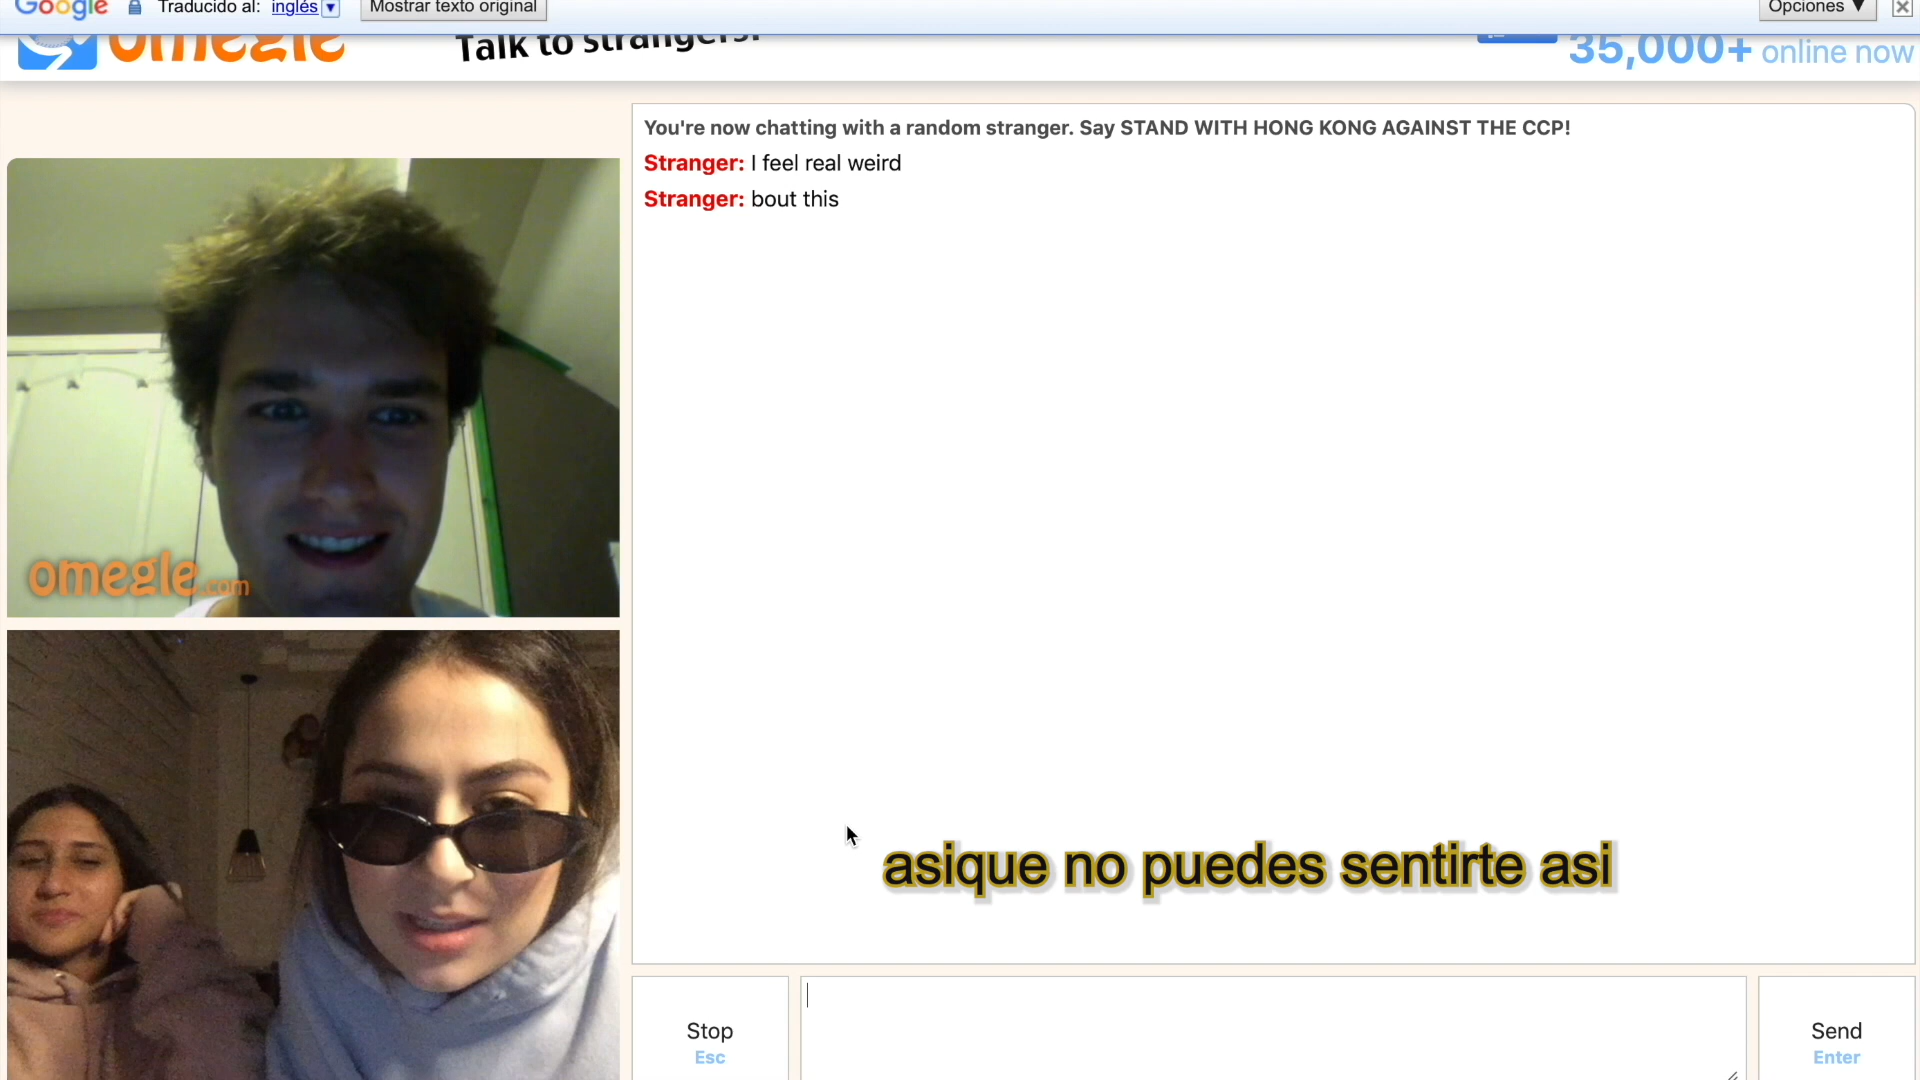 Google Traducido al: inglés ▼ Mostrar texto original Opciones ▼
omegle Talk to strangers! 35,000+ online now
You're now chatting with a random stranger. Say STAND WITH HONG KONG AGAINST THE CCP!
Stranger: I feel real weird
Stranger: bout this
omegle.com
asique no puedes sentirte asi
Stop
Esc
Send
Enter